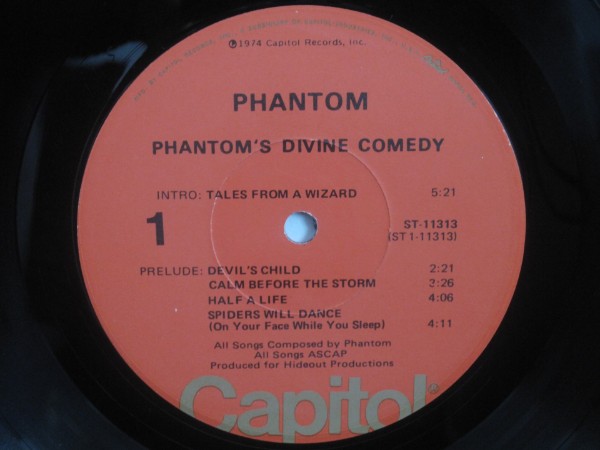 ℗1974 Capitol Records, Inc.
PHANTOM
PHANTOM'S DIVINE COMEDY
INTRO: TALES FROM A WIZARD 5:21
1
ST-11313
(ST 1-11313)
PRELUDE: DEVIL'S CHILD 2:21
CALM BEFORE THE STORM 3:26
HALF A LIFE 4:06
SPIDERS WILL DANCE
(On Your Face While You Sleep) 4:11
All Songs Composed by Phantom
All Songs ASCAP
Produced for Hideout Productions
Capitol®